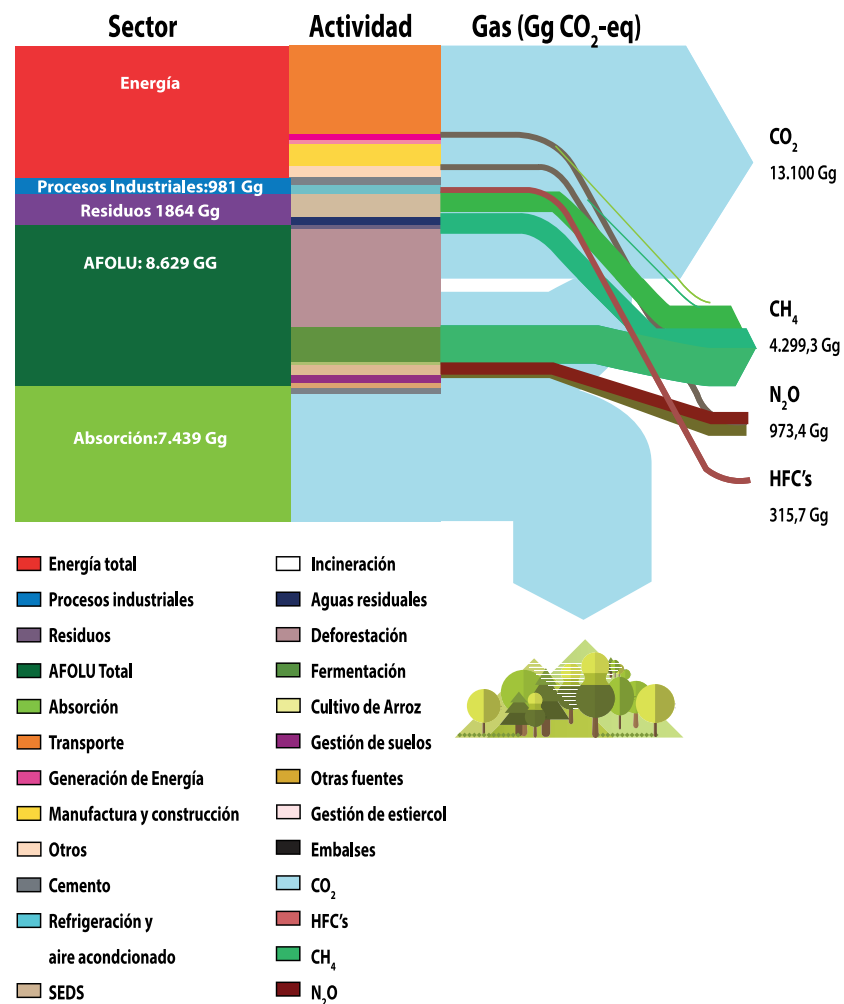 Sector
Actividad
Gas (Gg CO₂-eq)
Energía
Procesos Industriales:981 Gg
Residuos 1864 Gg
AFOLU: 8.629 GG
Absorción:7.439 Gg
CO₂
13.100 Gg
CH₄
4.299,3 Gg
N₂O
973,4 Gg
HFC's
315,7 Gg
Energía total
Procesos industriales
Residuos
AFOLU Total
Absorción
Transporte
Generación de Energía
Manufactura y construcción
Otros
Cemento
Refrigeración y
aire acondcionado
SEDS
Incineración
Aguas residuales
Deforestación
Fermentación
Cultivo de Arroz
Gestión de suelos
Otras fuentes
Gestión de estiercol
Embalses
CO₂
HFC's
CH₄
N₂O